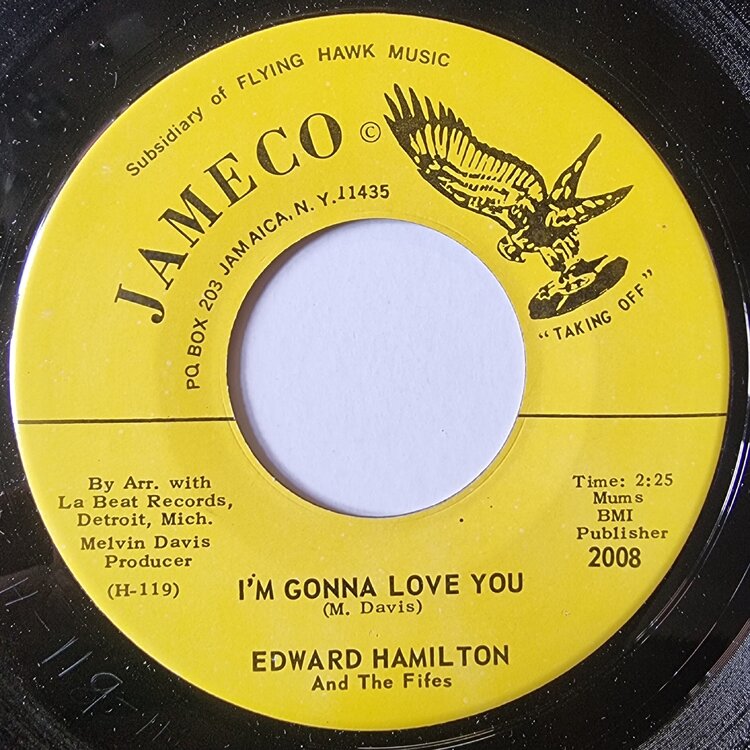 Subsidiary of FLYING HAWK MUSIC
JAMECO ©
P.O. BOX 203 JAMAICA, N.Y. 11435
"TAKING OFF"
By Arr. with
La Beat Records,
Detroit, Mich.
Melvin Davis
Producer
(H-119)
Time: 2:25
Mums
BMI
Publisher
2008
I'M GONNA LOVE YOU
(M. Davis)
EDWARD HAMILTON
And The Fifes